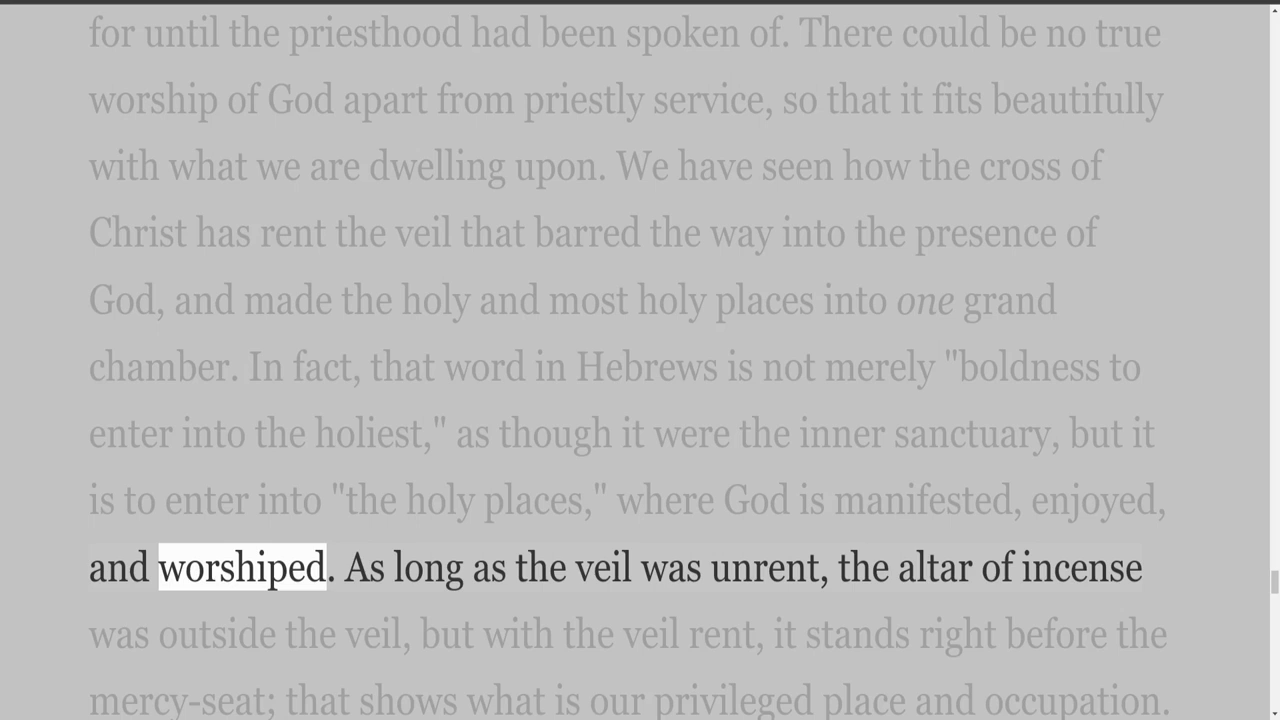 for until the priesthood had been spoken of. There could be no true
worship of God apart from priestly service, so that it fits beautifully
with what we are dwelling upon. We have seen how the cross of
Christ has rent the veil that barred the way into the presence of
God, and made the holy and most holy places into one grand
chamber. In fact, that word in Hebrews is not merely "boldness to
enter into the holiest," as though it were the inner sanctuary, but it
is to enter into "the holy places," where God is manifested, enjoyed,
and worshiped. As long as the veil was unrent, the altar of incense
was outside the veil, but with the veil rent, it stands right before the
mercy-seat; that shows what is our privileged place and occupation.